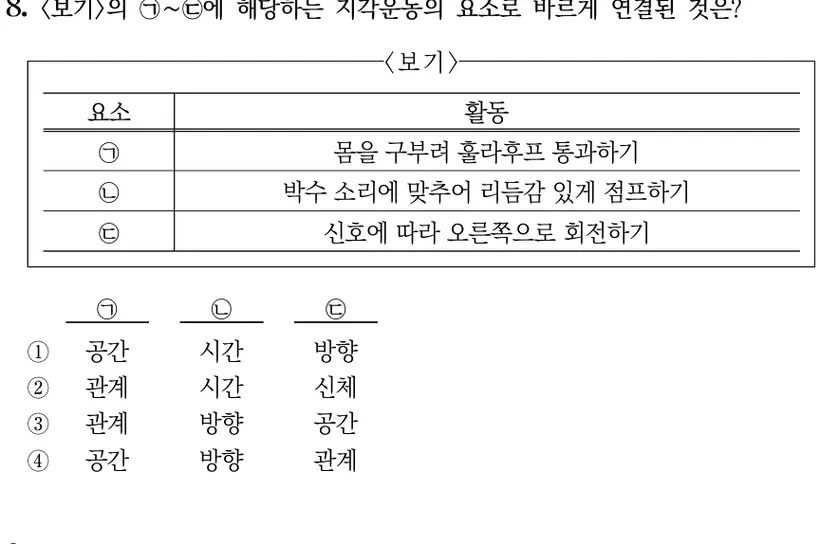 8. <보기>의 ㉠~㉢에 해당하는 지각운동의 요소로 바르게 연결된 것은?
<보기>
요소 활동
㉠ 몸을 구부려 훌라후프 통과하기
㉡ 박수 소리에 맞추어 리듬감 있게 점프하기
㉢ 신호에 따라 오른쪽으로 회전하기
㉠ ㉡ ㉢
① 공간 시간 방향
② 관계 시간 신체
③ 관계 방향 공간
④ 공간 방향 관계